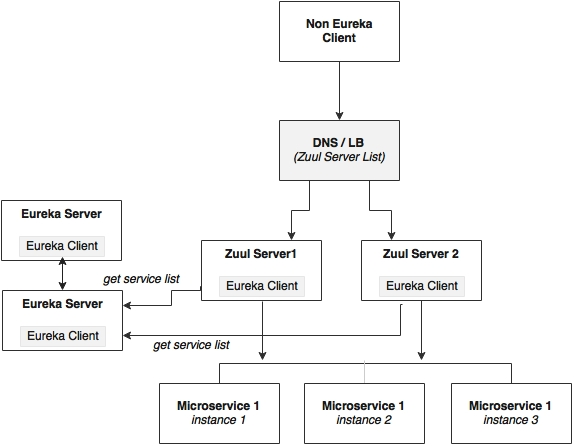 Non Eureka
Client
DNS / LB
(Zuul Server List)
Eureka Server
Eureka Client
Zuul Server1
Eureka Client
Zuul Server 2
Eureka Client
get service list
Eureka Server
Eureka Client
get service list
Microservice 1
instance 1
Microservice 1
instance 2
Microservice 1
instance 3